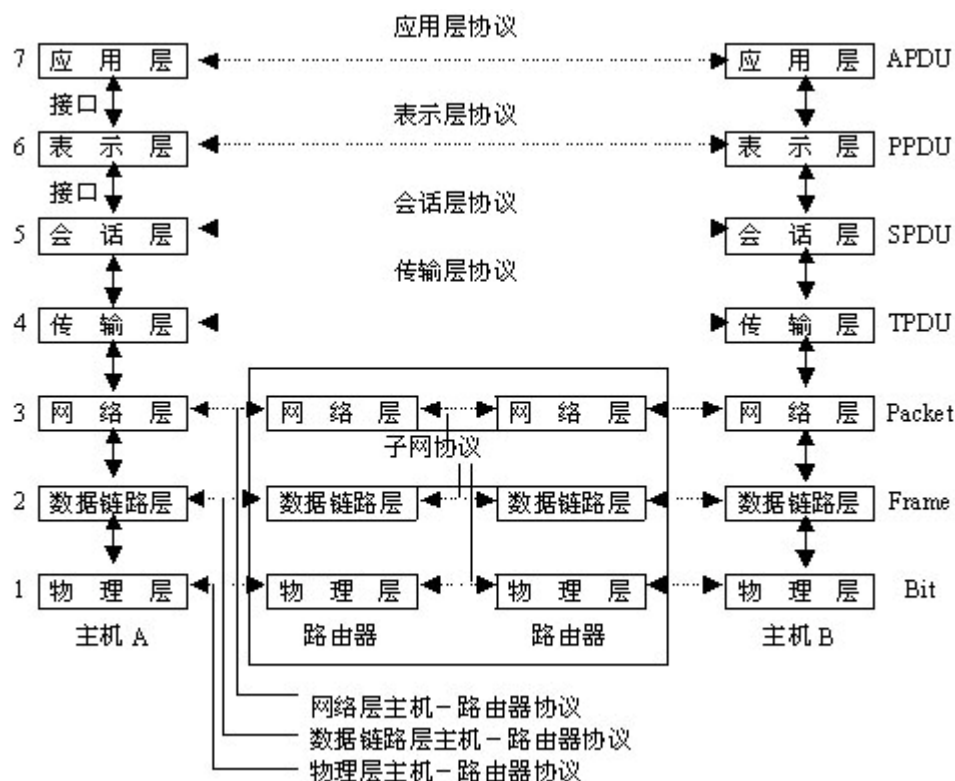 应用层协议
7 应用层 应用层 APDU
接口
表示层协议
6 表示层 表示层 PPDU
接口
会话层协议
5 会话层 会话层 SPDU
传输层协议
4 传输层 传输层 TPDU
3 网络层 网络层 网络层 网络层 Packet
子网协议
2 数据链路层 数据链路层 数据链路层 数据链路层 Frame
1 物理层 物理层 物理层 物理层 Bit
主机 A 路由器 路由器 主机 B
网络层主机-路由器协议
数据链路层主机-路由器协议
物理层主机-路由器协议